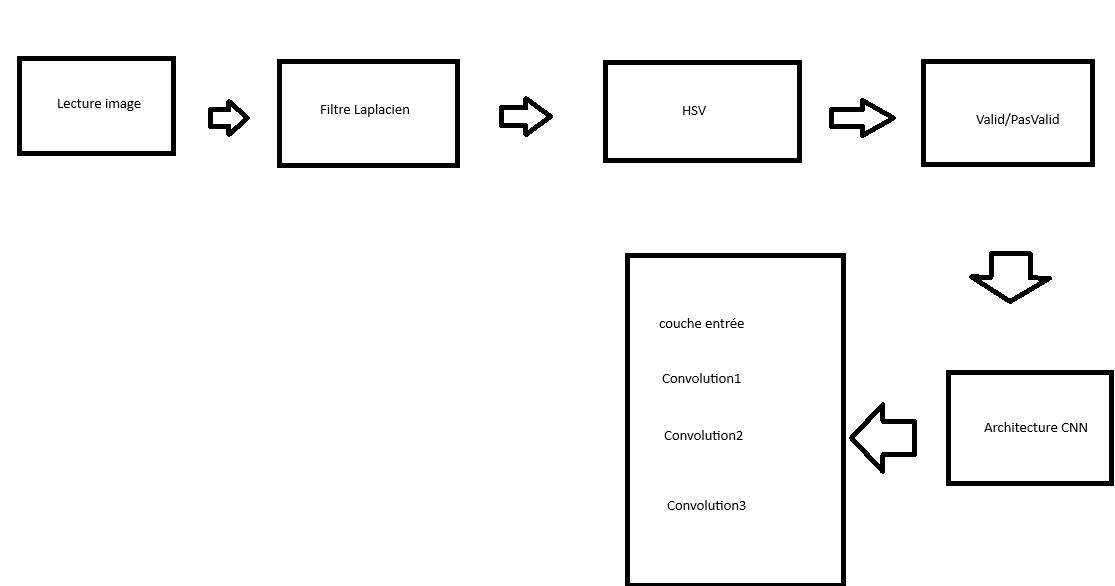 Lecture image
Filtre Laplacien
HSV
Valid/PasValid
Architecture CNN
couche entrée
Convolution1
Convolution2
Convolution3